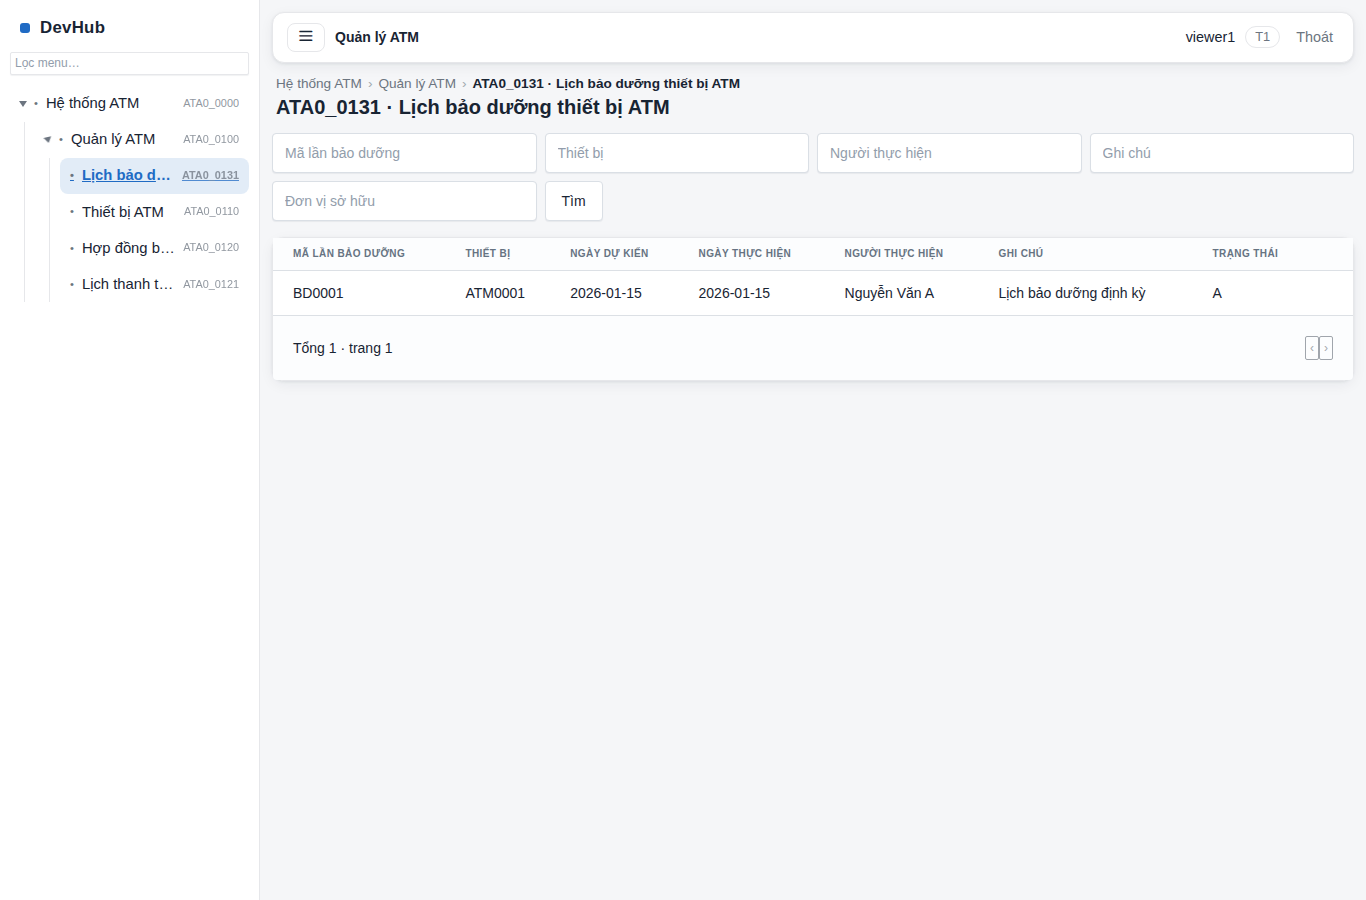 DevHub
Lọc menu…
Hệ thống ATM ATA0_0000
Quản lý ATM ATA0_0100
Lịch bảo d… ATA0_0131
Thiết bị ATM ATA0_0110
Hợp đồng b… ATA0_0120
Lịch thanh t… ATA0_0121
Quản lý ATM viewer1 T1 Thoát
Hệ thống ATM › Quản lý ATM › ATA0_0131 · Lịch bảo dưỡng thiết bị ATM
ATA0_0131 · Lịch bảo dưỡng thiết bị ATM
Mã lần bảo dưỡng Thiết bị Người thực hiện Ghi chú
Đơn vị sở hữu Tìm
MÃ LẦN BẢO DƯỠNG THIẾT BỊ NGÀY DỰ KIẾN NGÀY THỰC HIỆN NGƯỜI THỰC HIỆN GHI CHÚ TRẠNG THÁI
BD0001 ATM0001 2026-01-15 2026-01-15 Nguyễn Văn A Lịch bảo dưỡng định kỳ A
Tổng 1 · trang 1 ‹ ›